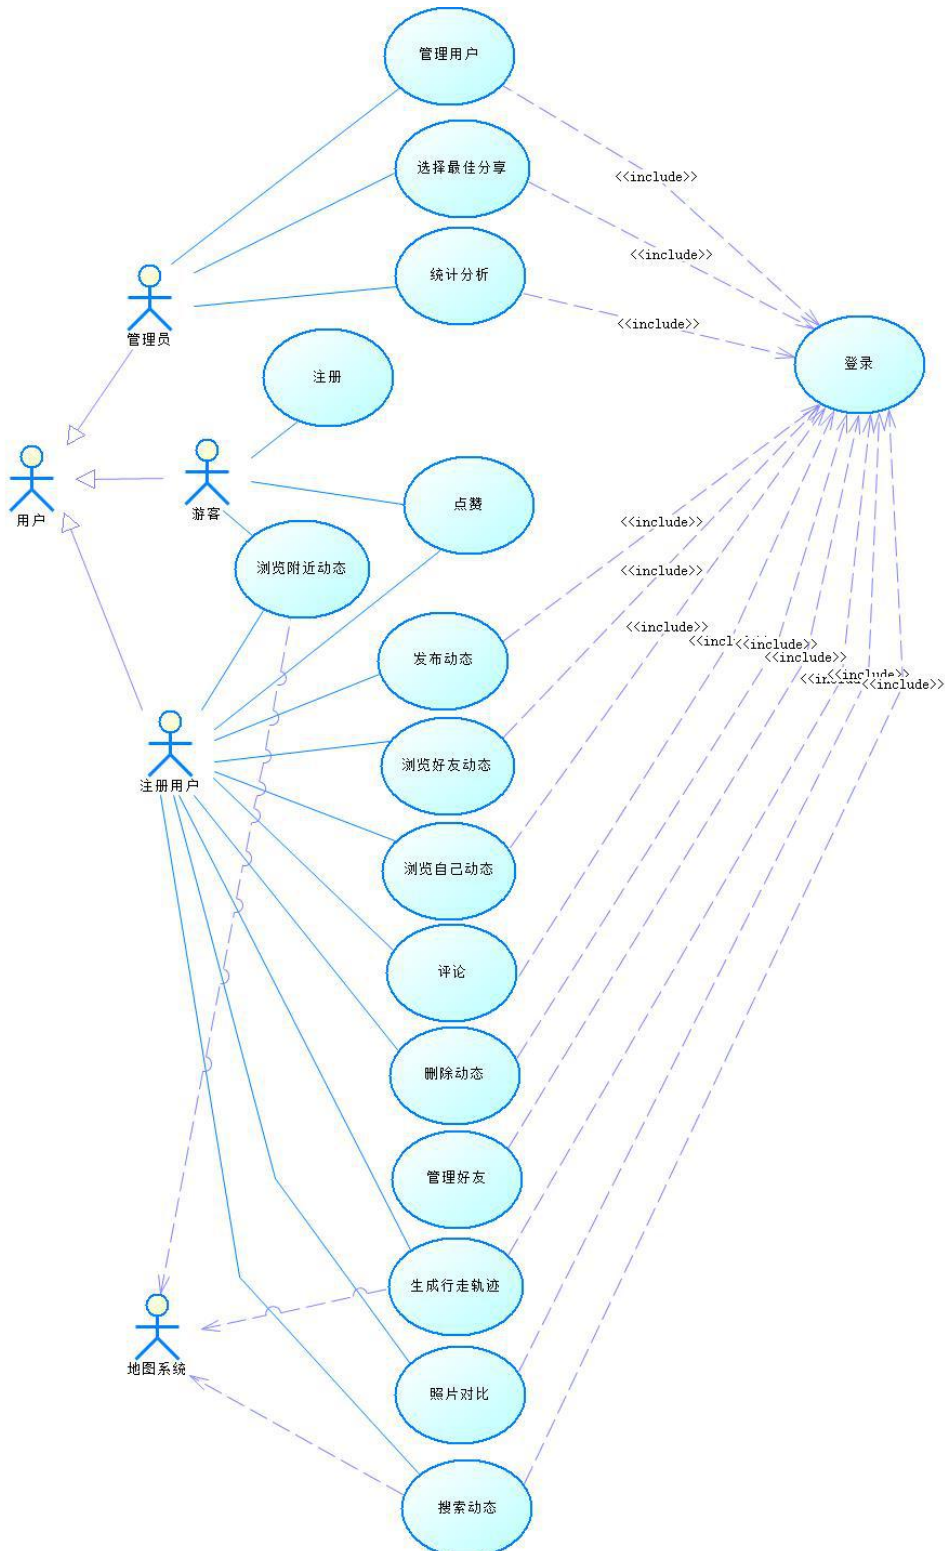 管理用户
选择最佳分享
<<include>>
<<include>>
统计分析
<<include>>
管理员
登录
注册
点赞
用户
游客
<<include>>
浏览附近动态
<<include>>
发布动态
<<include>>
<<include>>
<<include>>
<<include>>
<<include>>
<<include>>
<<include>>
浏览好友动态
注册用户
浏览自己动态
评论
删除动态
管理好友
生成行走轨迹
地图系统
照片对比
搜索动态